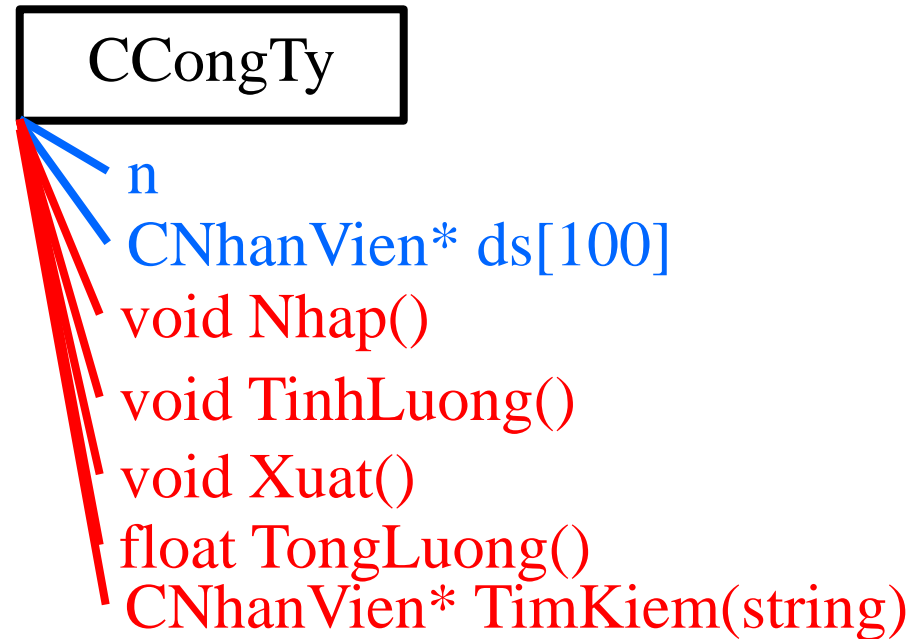 CCongTy
n
CNhanVien* ds[100]
void Nhap()
void TinhLuong()
void Xuat()
float TongLuong()
CNhanVien* TimKiem(string)